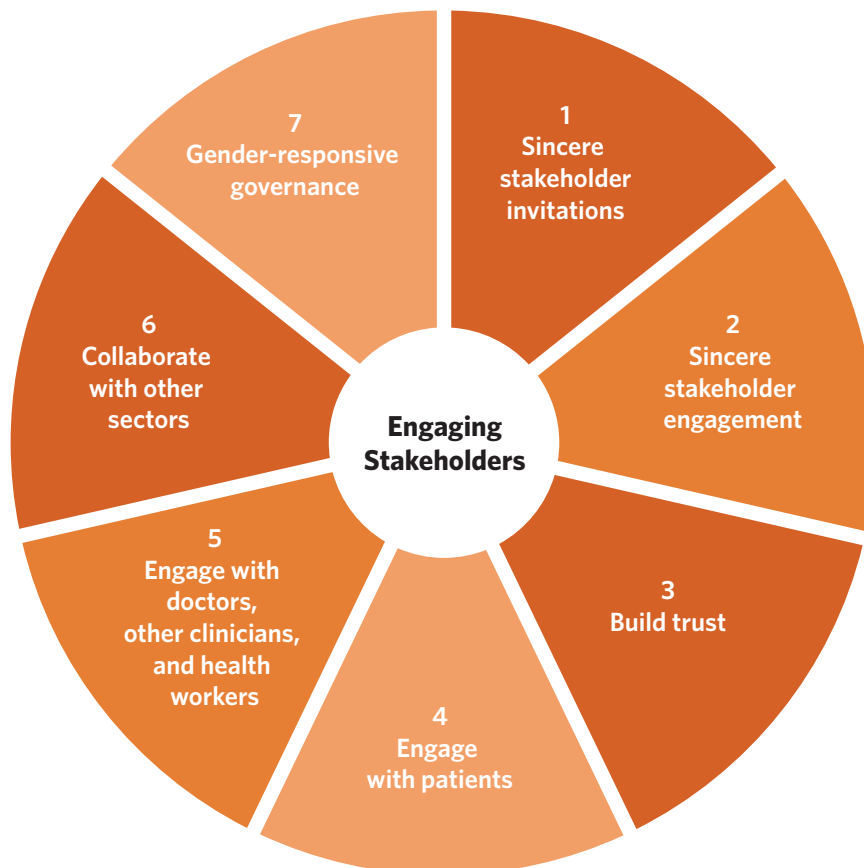 1
Sincere
stakeholder
invitations
2
Sincere
stakeholder
engagement
3
Build trust
4
Engage
with patients
5
Engage with
doctors,
other clinicians,
and health
workers
6
Collaborate
with other
sectors
7
Gender-responsive
governance
Engaging
Stakeholders